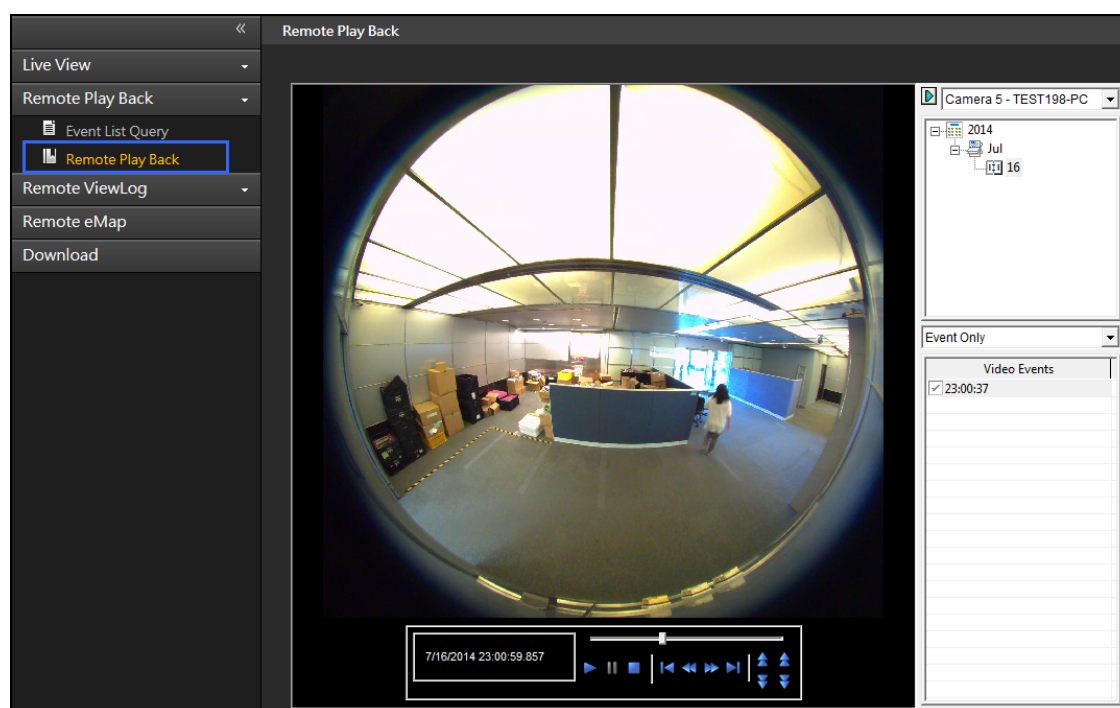 «
Remote Play Back
Live View
Remote Play Back
Event List Query
Remote Play Back
Remote ViewLog
Remote eMap
Download
Camera 5 - TEST198-PC
2014
Jul
16
Event Only
Video Events
23:00:37
7/16/2014 23:00:59.857